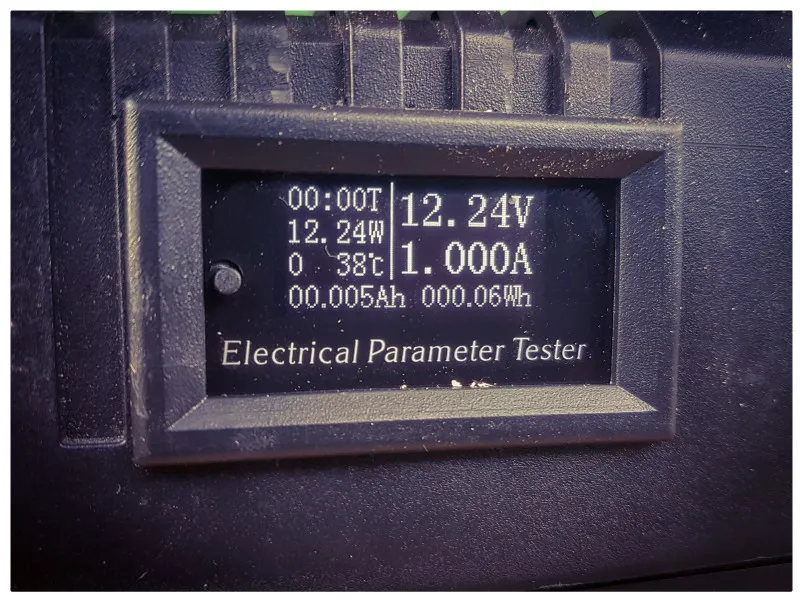 00:00T
12.24W
0 38℃
12.24V
1.000A
00.005Ah 000.06Wh
Electrical Parameter Tester